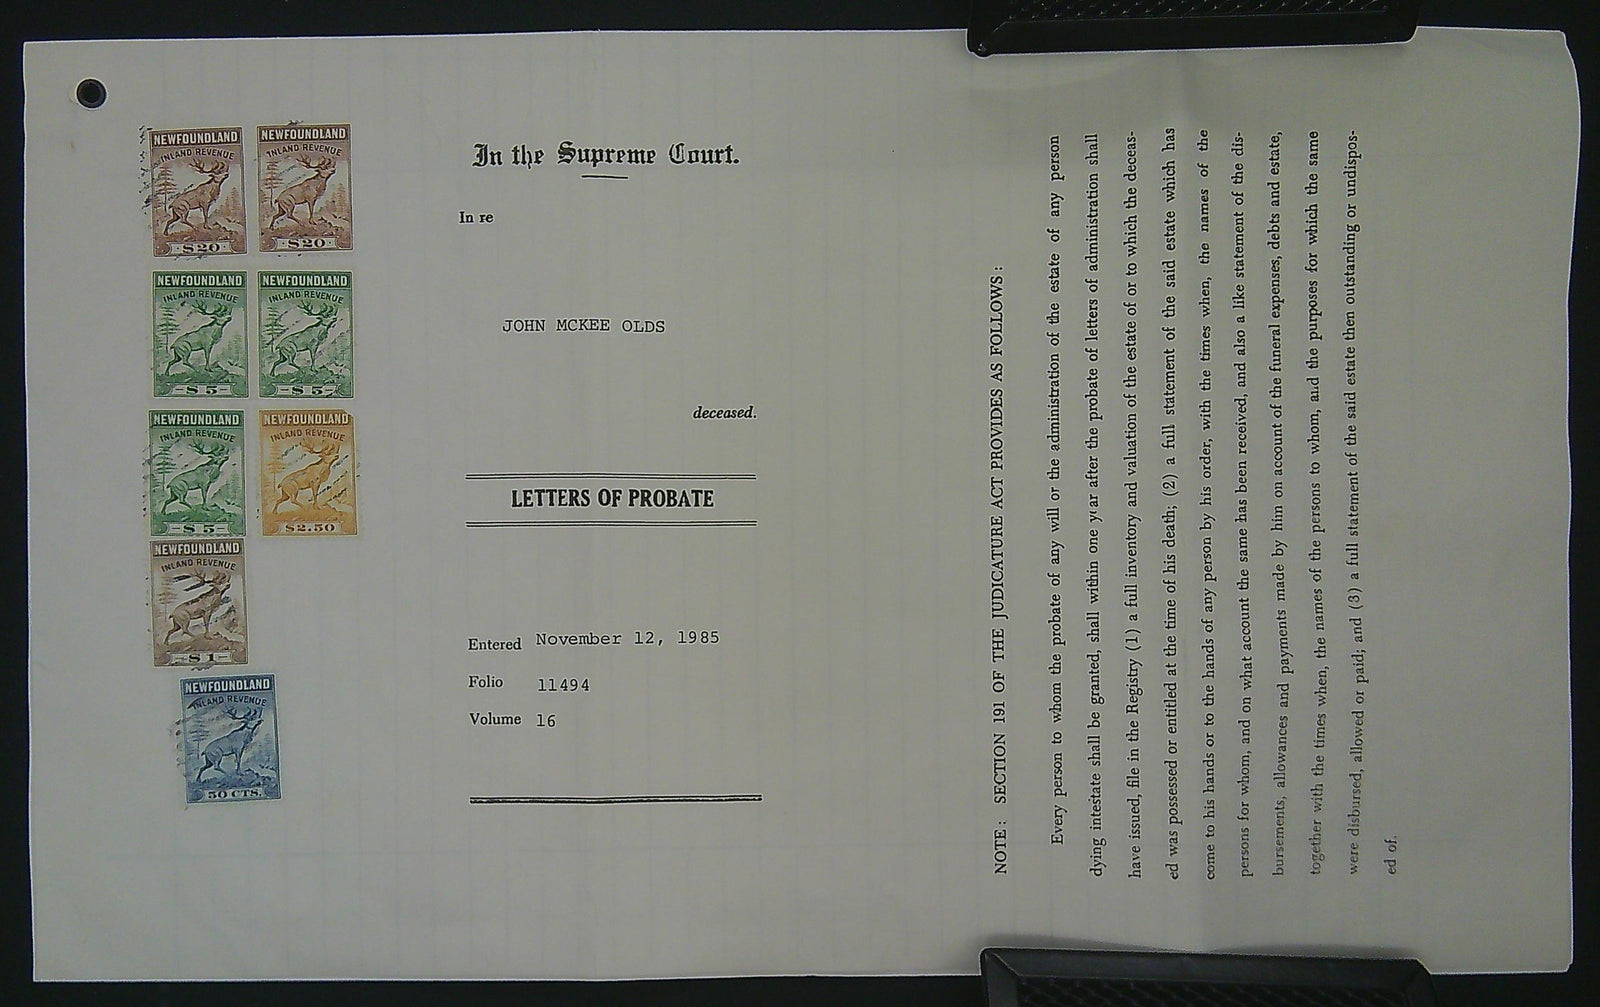 NEWFOUNDLAND
INLAND REVENUE
$20
NEWFOUNDLAND
INLAND REVENUE
$20
NEWFOUNDLAND
INLAND REVENUE
$5
NEWFOUNDLAND
INLAND REVENUE
$5
NEWFOUNDLAND
INLAND REVENUE
$5
NEWFOUNDLAND
INLAND REVENUE
$2.50
NEWFOUNDLAND
INLAND REVENUE
$1
NEWFOUNDLAND
INLAND REVENUE
50 CTS.
In the Supreme Court.
In re
JOHN MCKEE OLDS
deceased.
LETTERS OF PROBATE
Entered November 12, 1985
Folio 11494
Volume 16
NOTE: SECTION 191 OF THE JUDICATURE ACT PROVIDES AS FOLLOWS:
Every person to whom the probate of any will or the administration of the estate of any person
dying intestate shall be granted, shall within one year after the probate of letters of administration shall
have issued, file in the Registry (1) a full inventory and valuation of the estate of or to which the deceas-
ed was possessed or entitled at the time of his death; (2) a full statement of the said estate which has
come to his hands or to the hands of any person by his order, with the times when, the names of the
persons for whom, and on what account the same has been received, and also a like statement of the dis-
bursements, allowances and payments made by him on account of the funeral expenses, debts and estate,
together with the times when, the names of the persons to whom, and the purposes for which the same
were disbursed, allowed or paid; and (3) a full statement of the said estate then outstanding or undispos-
ed of.